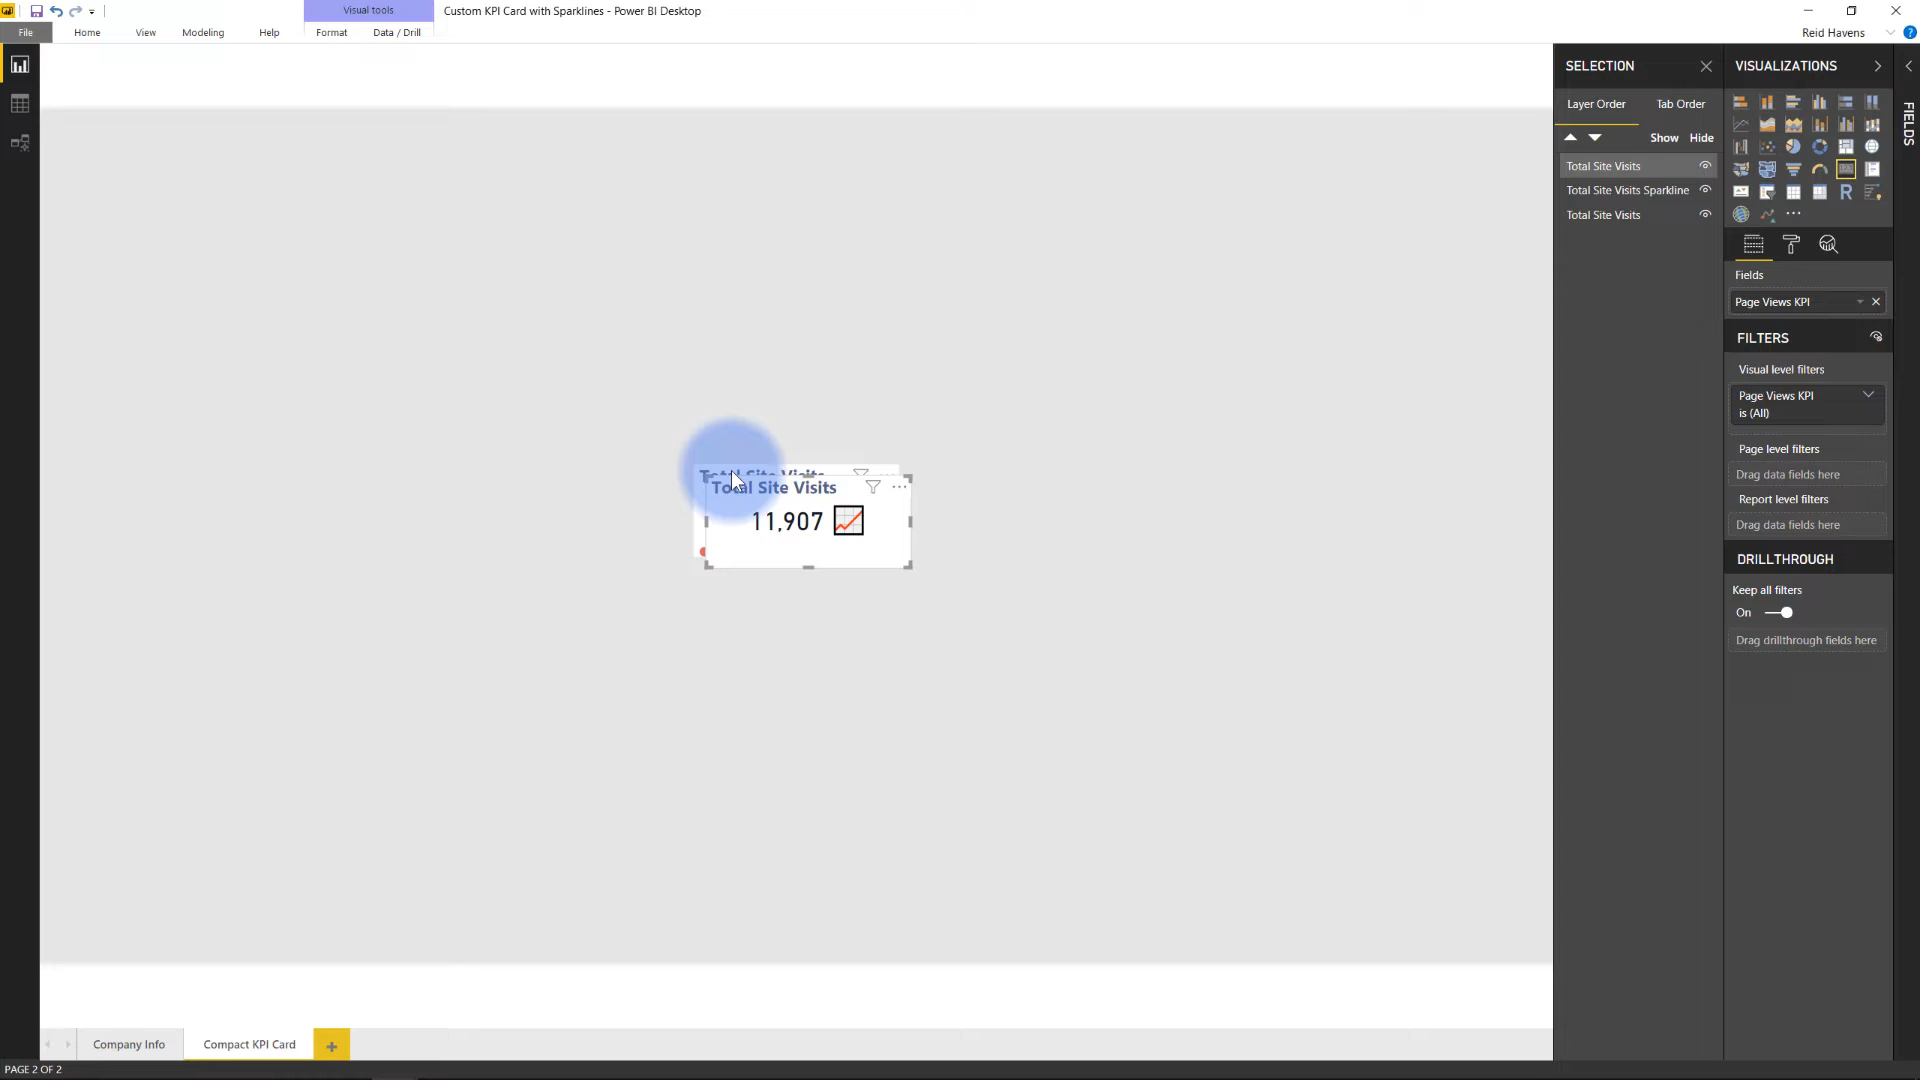 Visual tools
Custom KPI Card with Sparklines - Power BI Desktop
File
Home
View
Modeling
Help
Format
Data / Drill
Reid Havens
?
SELECTION
Layer Order
Tab Order
Show
Hide
Total Site Visits
Total Site Visits Sparkline
Total Site Visits
VISUALIZATIONS
R
Fields
Page Views KPI
FILTERS
Visual level filters
Page Views KPI
is (All)
Page level filters
Drag data fields here
Report level filters
Drag data fields here
DRILLTHROUGH
Keep all filters
On
Drag drillthrough fields here
FIELDS
Total Site Visits
Total Site Visits
11,907
Company Info
Compact KPI Card
PAGE 2 OF 2